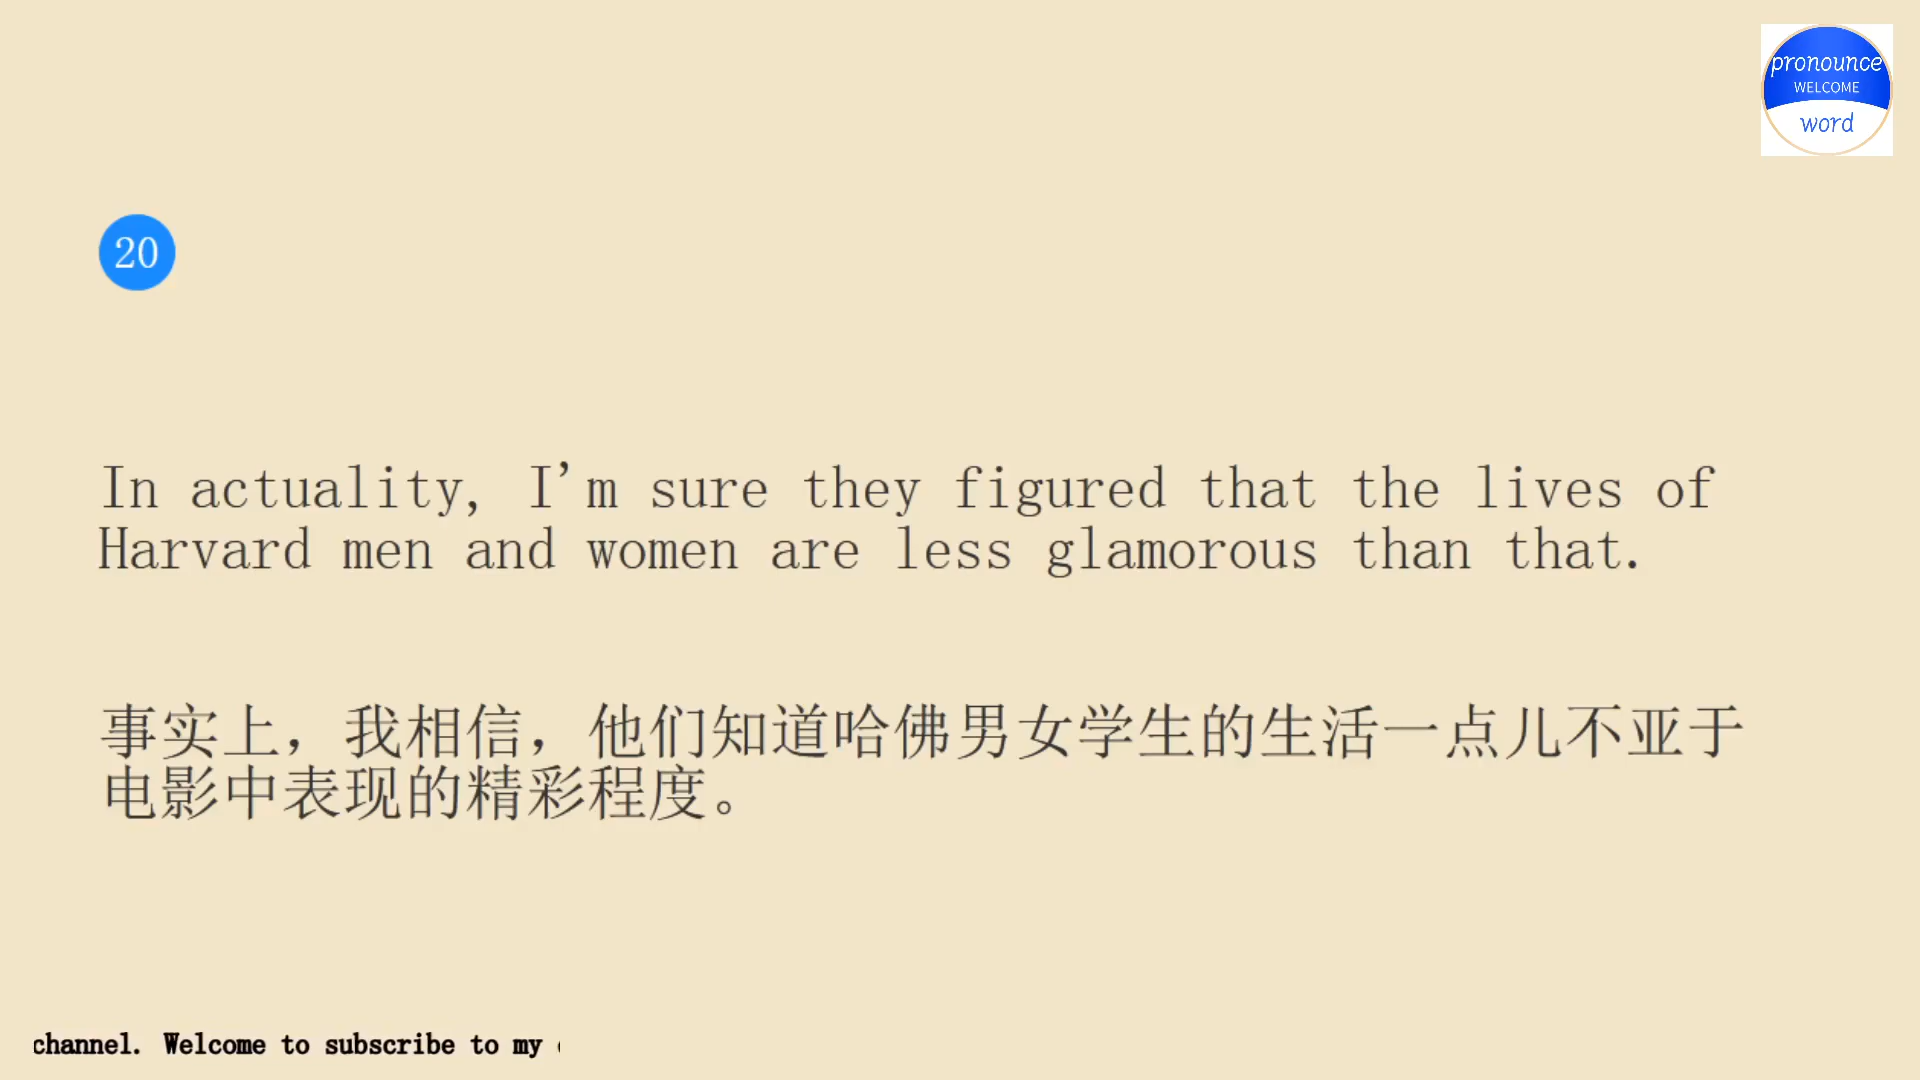 pronounce
WELCOME
word
20
In actuality, I'm sure they figured that the lives of
Harvard men and women are less glamorous than that.
事实上，我相信，他们知道哈佛男女学生的生活一点儿不亚于
电影中表现的精彩程度。
channel. Welcome to subscribe to my